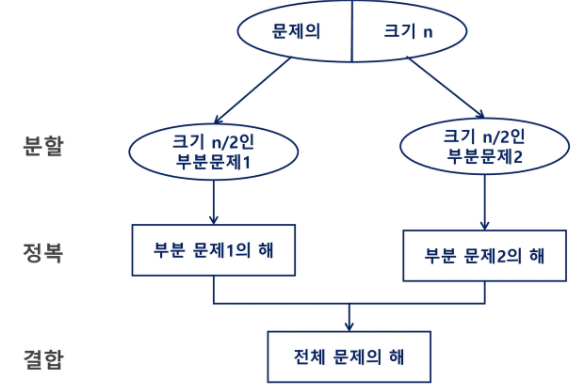 문제의 크기 n
분할
크기 n/2인
부분문제1
크기 n/2인
부분문제2
정복
부분 문제1의 해
부분 문제2의 해
결합
전체 문제의 해